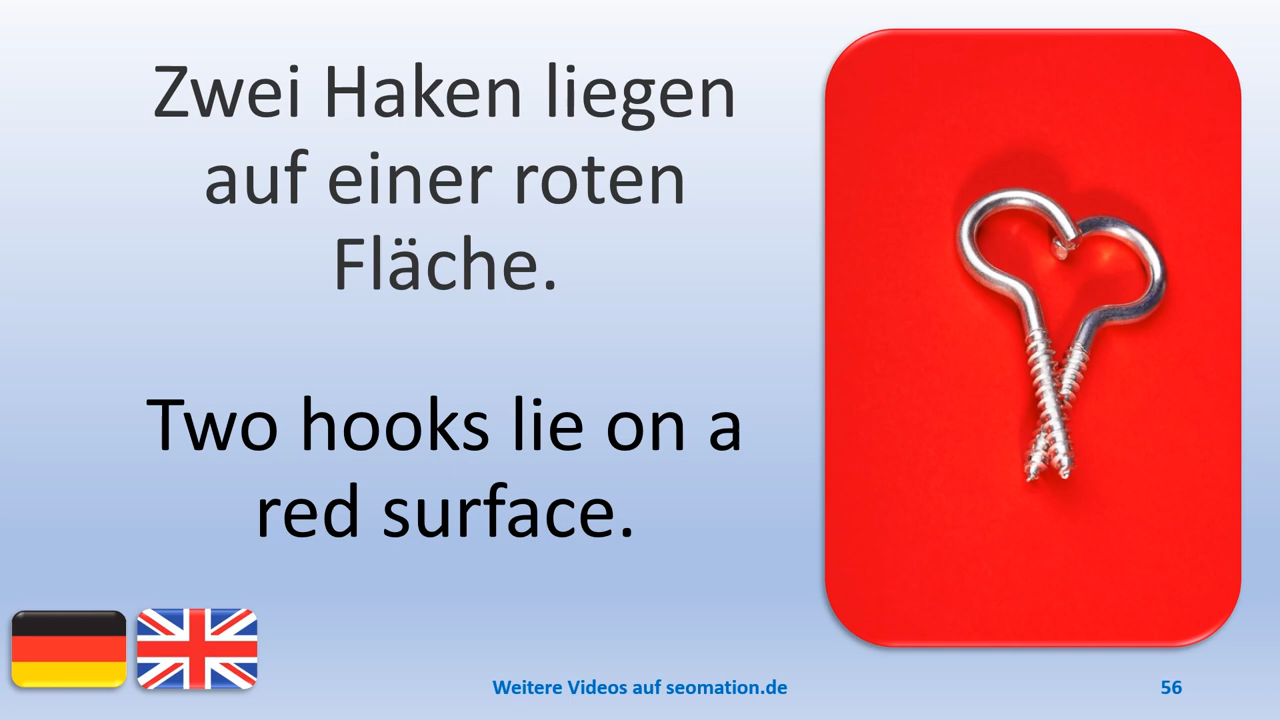 Zwei Haken liegen
auf einer roten
Fläche.
Two hooks lie on a
red surface.
Weitere Videos auf seomation.de
56